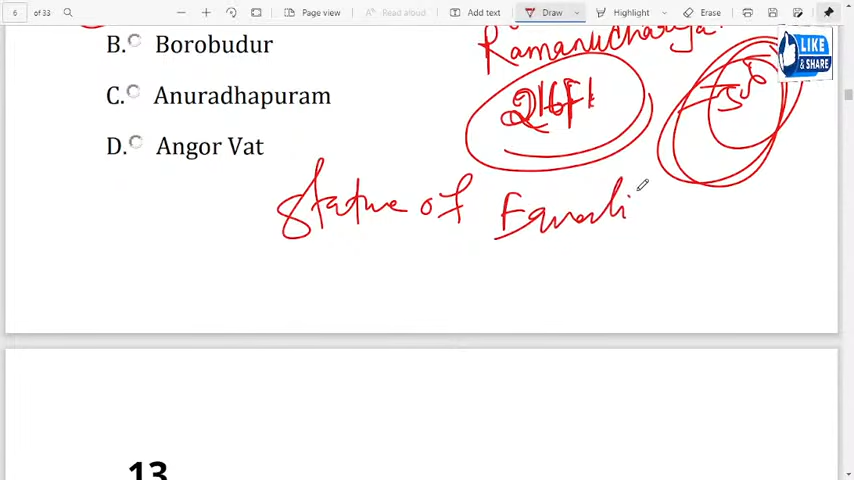 6 of 33 Page view Read aloud Add text Draw Highlight Erase
B. Borobudur
Ramanucharya.
LIKE
& SHARE
C. Anuradhapuram
216Ft
D. Angor Vat
Statue of Equali
13